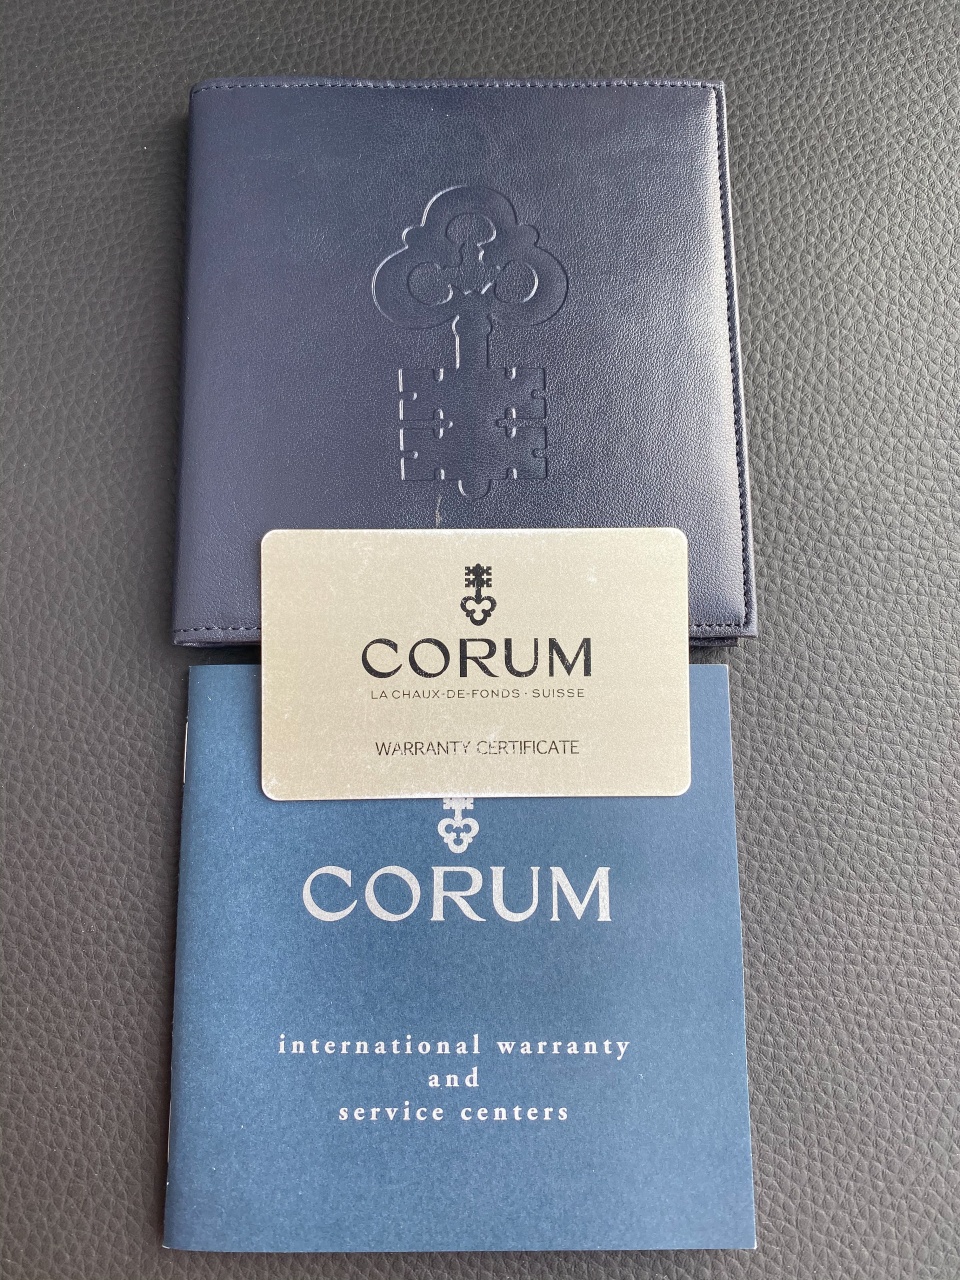 CORUM
LA CHAUX-DE-FONDS · SUISSE
WARRANTY CERTIFICATE
CORUM
international warranty
and
service centers